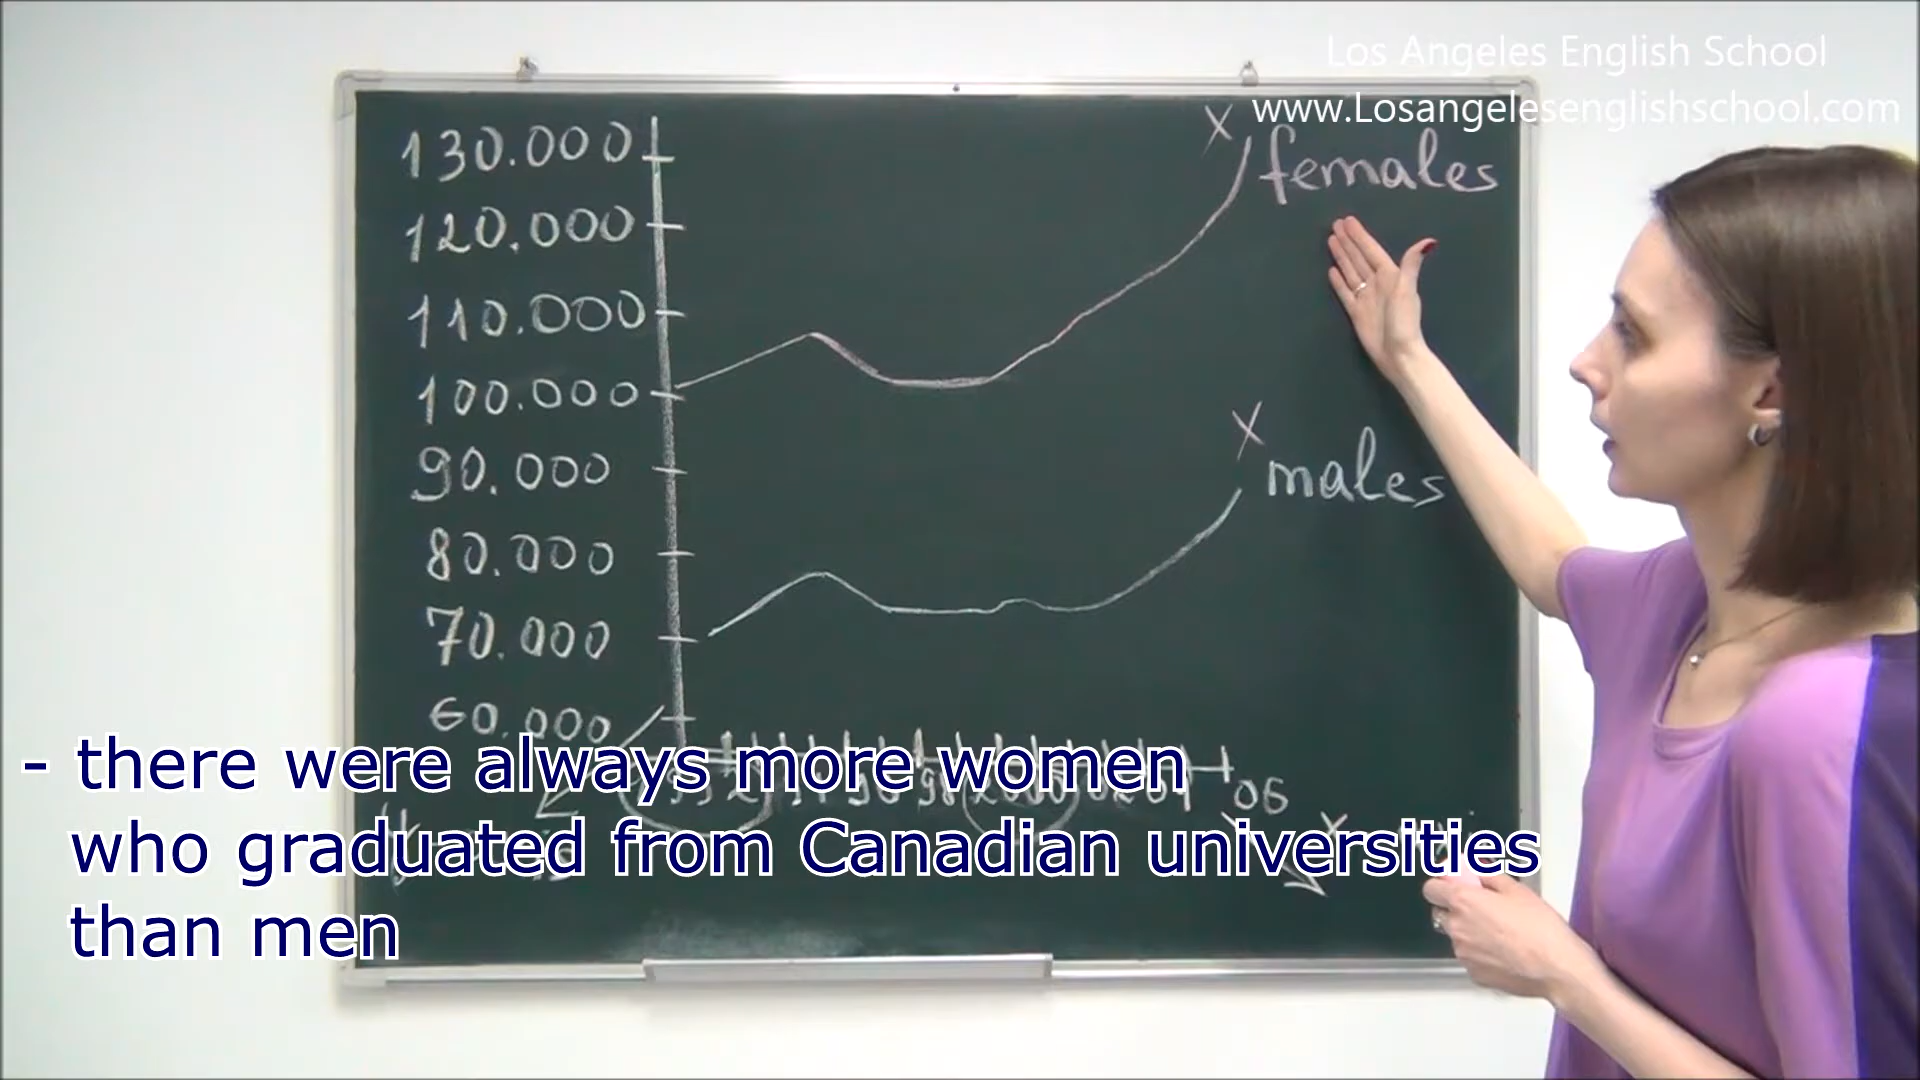 Los Angeles English School
www.Losangelesenglishschool.com
130.000
120.000
110.000
100.000
90.000
80.000
70.000
60.000
females
males
- there were always more women
who graduated from Canadian universities
than men
2000
06